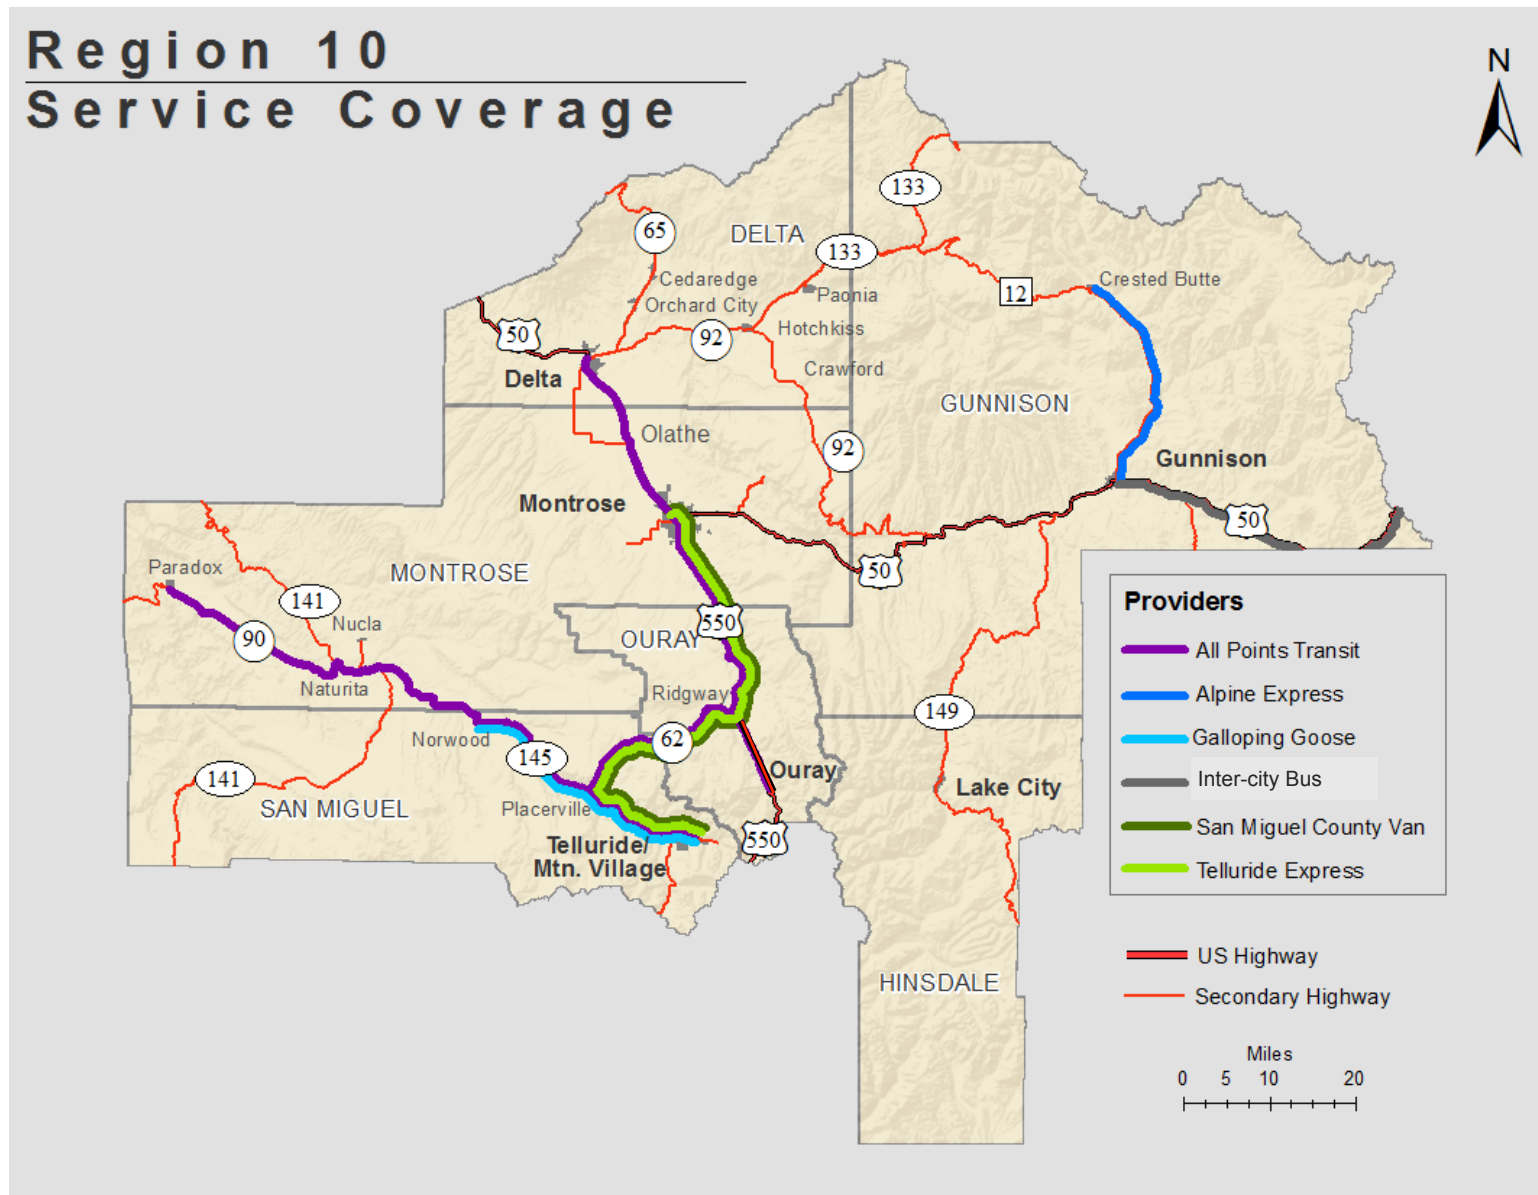 Region 10
Service Coverage
N
133
65
DELTA
133
Cedaredge
Crested Butte
12
Orchard City
Paonia
50
92
Hotchkiss
Delta
Crawford
GUNNISON
Olathe
92
Gunnison
Montrose
50
Paradox
MONTROSE
50
141
Nucla
550
90
OURAY
Naturita
Ridgway
149
Norwood
62
145
141
Ouray
Lake City
SAN MIGUEL
Placerville
550
Telluride/
Mtn. Village
HINSDALE
Providers
All Points Transit
Alpine Express
Galloping Goose
Inter-city Bus
San Miguel County Van
Telluride Express
US Highway
Secondary Highway
Miles
0 5 10 20